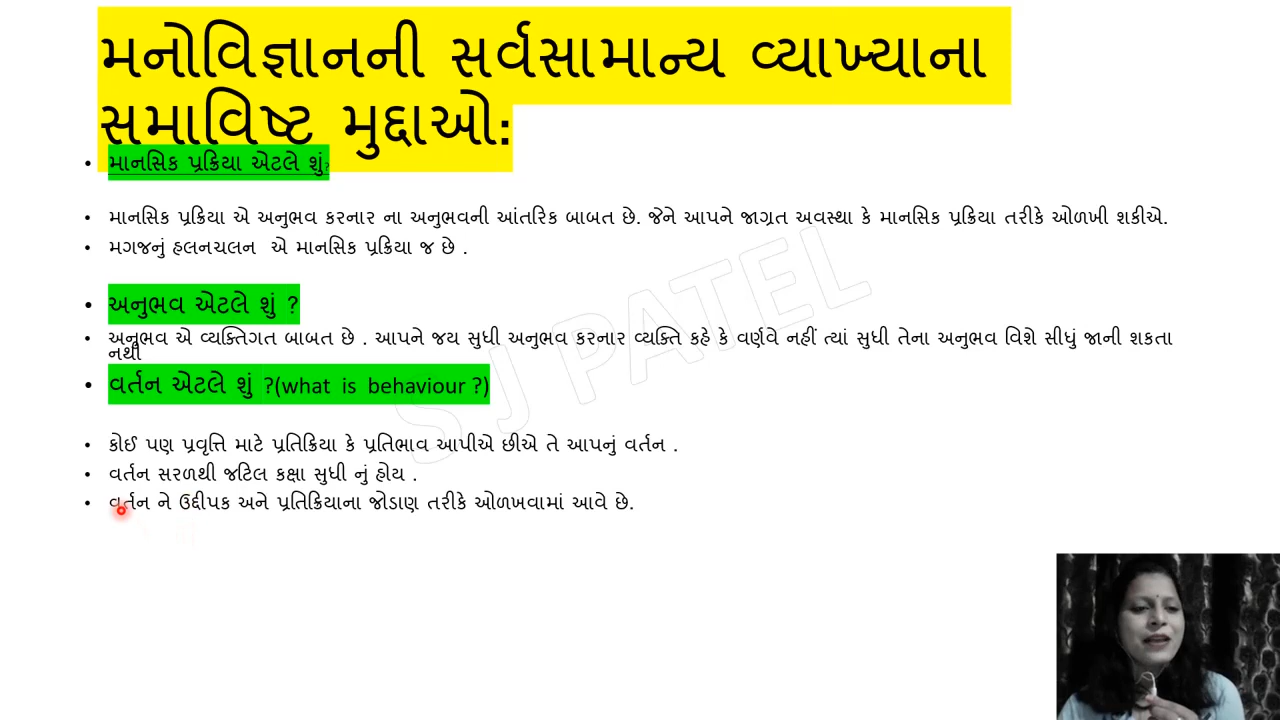 મનોવિજ્ઞાનની સર્વસામાન્ય વ્યાખ્યાના
સમાવિષ્ટ મુદ્દાઓ:
• માનસિક પ્રક્રિયા એટલે શું?
• માનસિક પ્રક્રિયા એ અનુભવ કરનાર ના અનુભવની આંતરિક બાબત છે. જેને આપને જાગ્રત અવસ્થા કે માનસિક પ્રક્રિયા તરીકે ઓળખી શકીએ.
• મગજનું હલનચલન એ માનસિક પ્રક્રિયા જ છે .
• અનુભવ એટલે શું ?
• અનુભવ એ વ્યક્તિગત બાબત છે . આપને જય સુધી અનુભવ કરનાર વ્યક્તિ કહે કે વર્ણવે નહીં ત્યાં સુધી તેના અનુભવ વિશે સીધું જાની શકતા
નથી
• વર્તન એટલે શું ?(what is behaviour ?)
• કોઈ પણ પ્રવૃત્તિ માટે પ્રતિક્રિયા કે પ્રતિભાવ આપીએ છીએ તે આપનું વર્તન .
• વર્તન સરળથી જટિલ કક્ષા સુધી નું હોય .
• વર્તન ને ઉદ્દીપક અને પ્રતિક્રિયાના જોડાણ તરીકે ઓળખવામાં આવે છે.
S J PATEL